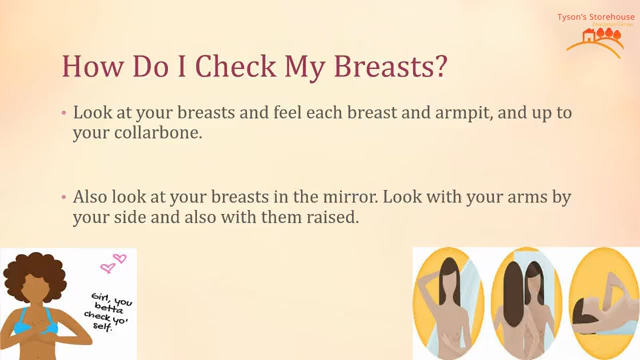 Tyson's Storehouse
How Do I Check My Breasts?
• Look at your breasts and feel each breast and armpit, and up to
your collarbone.
• Also look at your breasts in the mirror. Look with your arms by
your side and also with them raised.
Girl, you
betta
check yo'
self.